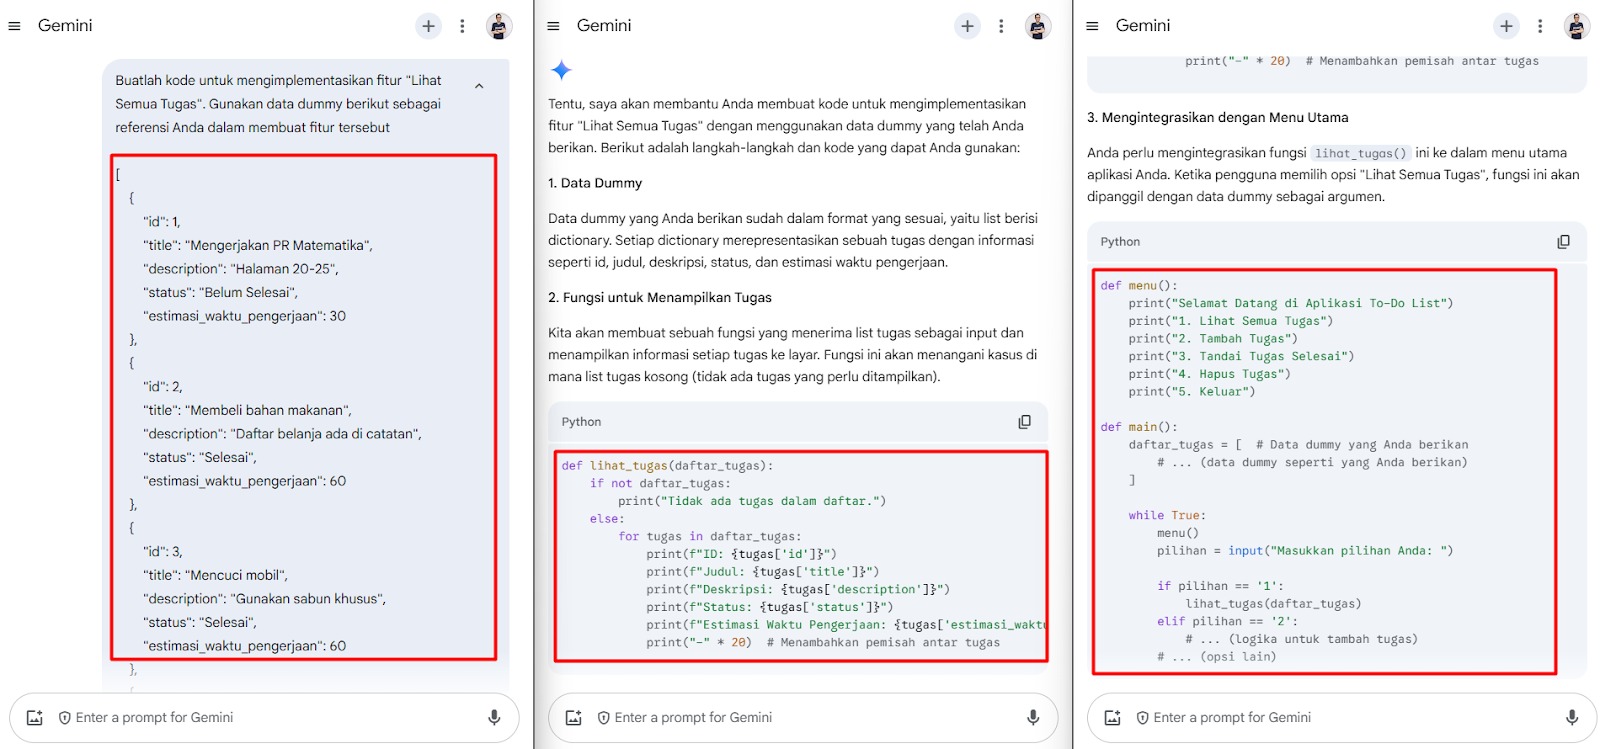 Gemini
Buatlah kode untuk mengimplementasikan fitur "Lihat
Semua Tugas". Gunakan data dummy berikut sebagai
referensi Anda dalam membuat fitur tersebut
[
{
"id": 1,
"title": "Mengerjakan PR Matematika",
"description": "Halaman 20-25",
"status": "Belum Selesai",
"estimasi_waktu_pengerjaan": 30
},
{
"id": 2,
"title": "Membeli bahan makanan",
"description": "Daftar belanja ada di catatan",
"status": "Selesai",
"estimasi_waktu_pengerjaan": 60
},
{
"id": 3,
"title": "Mencuci mobil",
"description": "Gunakan sabun khusus",
"status": "Selesai",
"estimasi_waktu_pengerjaan": 60
},
{
Enter a prompt for Gemini
Gemini
Tentu, saya akan membantu Anda membuat kode untuk mengimplementasikan
fitur "Lihat Semua Tugas" dengan menggunakan data dummy yang telah Anda
berikan. Berikut adalah langkah-langkah dan kode yang dapat Anda gunakan:
1. Data Dummy
Data dummy yang Anda berikan sudah dalam format yang sesuai, yaitu list berisi
dictionary. Setiap dictionary merepresentasikan sebuah tugas dengan informasi
seperti id, judul, deskripsi, status, dan estimasi waktu pengerjaan.
2. Fungsi untuk Menampilkan Tugas
Kita akan membuat sebuah fungsi yang menerima list tugas sebagai input dan
menampilkan informasi setiap tugas ke layar. Fungsi ini akan menangani kasus di
mana list tugas kosong (tidak ada tugas yang perlu ditampilkan).
Python
def lihat_tugas(daftar_tugas):
if not daftar_tugas:
print("Tidak ada tugas dalam daftar.")
else:
for tugas in daftar_tugas:
print(f"ID: {tugas['id']}")
print(f"Judul: {tugas['title']}")
print(f"Deskripsi: {tugas['description']}")
print(f"Status: {tugas['status']}")
print(f"Estimasi Waktu Pengerjaan: {tugas['estimasi_waktu
print("-" * 20)  # Menambahkan pemisah antar tugas
Enter a prompt for Gemini
Gemini
print("-" * 20)  # Menambahkan pemisah antar tugas
3. Mengintegrasikan dengan Menu Utama
Anda perlu mengintegrasikan fungsi lihat_tugas() ini ke dalam menu utama
aplikasi Anda. Ketika pengguna memilih opsi "Lihat Semua Tugas", fungsi ini akan
dipanggil dengan data dummy sebagai argumen.
Python
def menu():
print("Selamat Datang di Aplikasi To-Do List")
print("1. Lihat Semua Tugas")
print("2. Tambah Tugas")
print("3. Tandai Tugas Selesai")
print("4. Hapus Tugas")
print("5. Keluar")
def main():
daftar_tugas = [  # Data dummy yang Anda berikan
# ... (data dummy seperti yang Anda berikan)
]
while True:
menu()
pilihan = input("Masukkan pilihan Anda: ")
if pilihan == '1':
lihat_tugas(daftar_tugas)
elif pilihan == '2':
# ... (logika untuk tambah tugas)
# ... (opsi lain)
Enter a prompt for Gemini